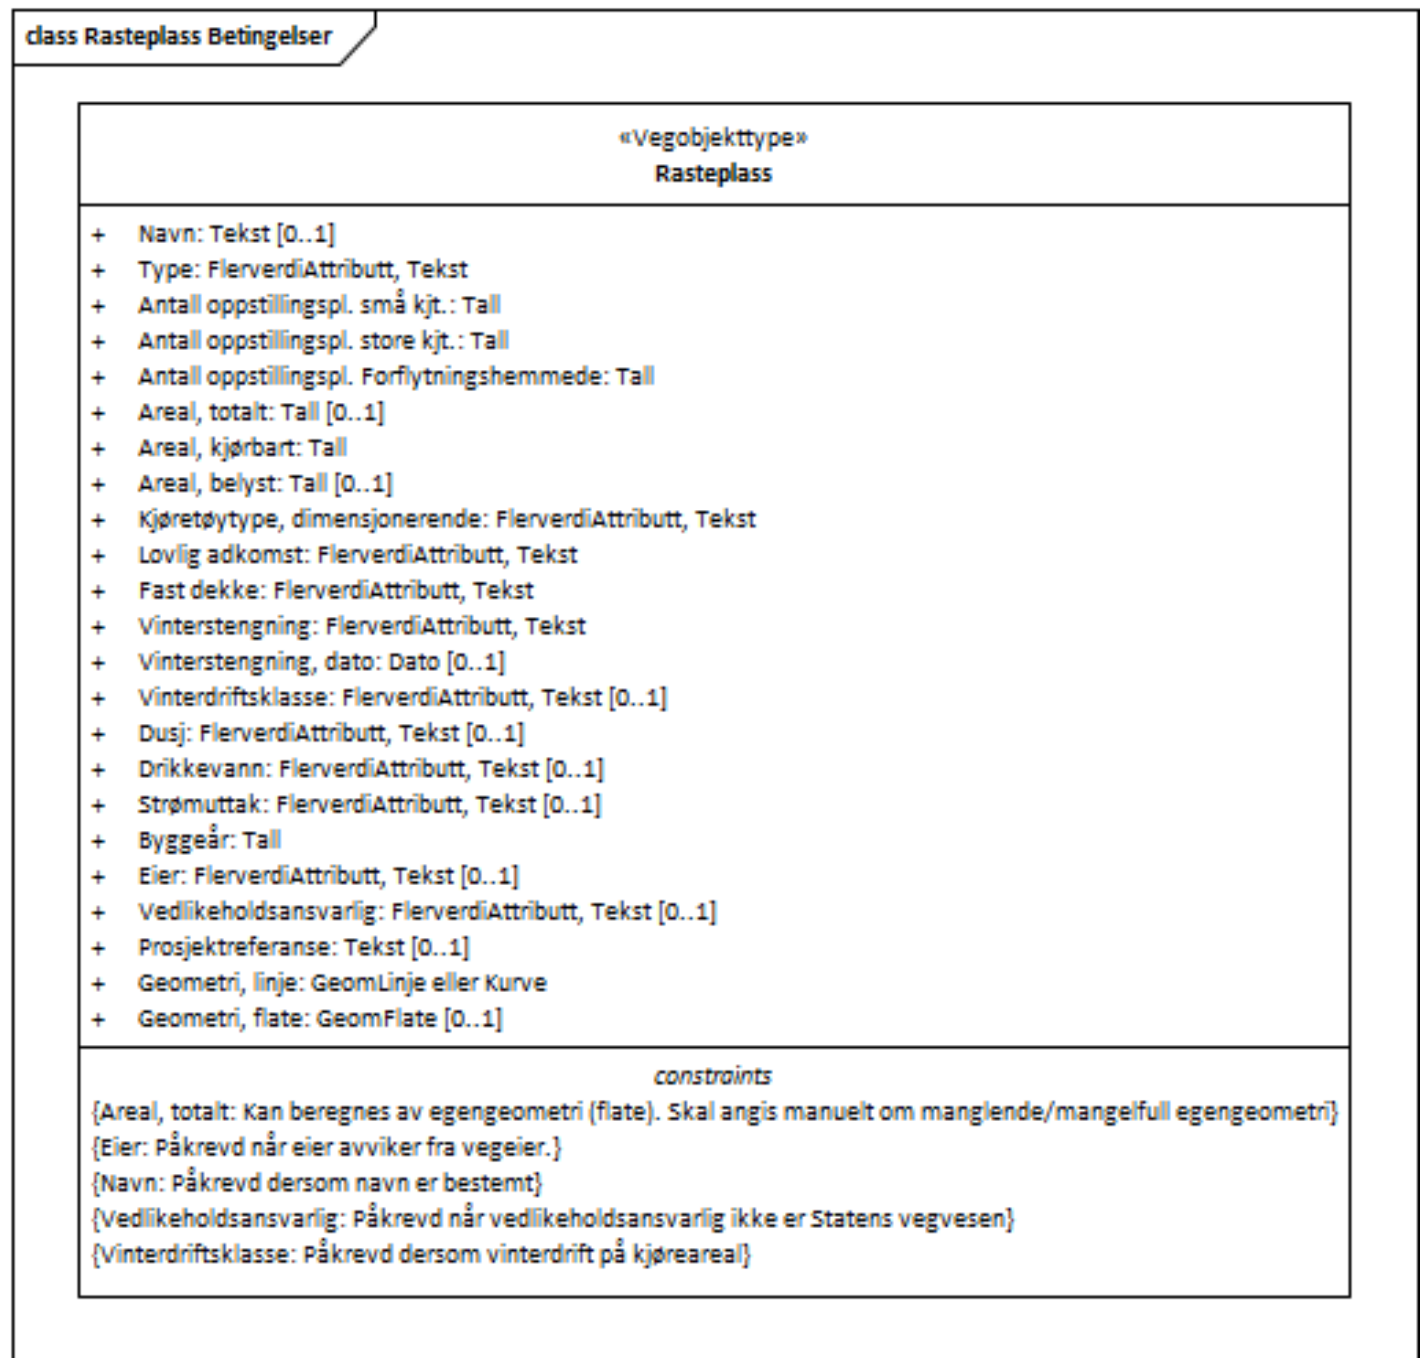 class Rasteplass Betingelser
«Vegobjekttype»
Rasteplass
+ Navn: Tekst [0..1]
+ Type: FlerverdiAttributt, Tekst
+ Antall oppstillingspl. små kjt.: Tall
+ Antall oppstillingspl. store kjt.: Tall
+ Antall oppstillingspl. Forflytningshemmede: Tall
+ Areal, totalt: Tall [0..1]
+ Areal, kjørbart: Tall
+ Areal, belyst: Tall [0..1]
+ Kjøretøytype, dimensjonerende: FlerverdiAttributt, Tekst
+ Lovlig adkomst: FlerverdiAttributt, Tekst
+ Fast dekke: FlerverdiAttributt, Tekst
+ Vinterstengning: FlerverdiAttributt, Tekst
+ Vinterstengning, dato: Dato [0..1]
+ Vinterdriftsklasse: FlerverdiAttributt, Tekst [0..1]
+ Dusj: FlerverdiAttributt, Tekst [0..1]
+ Drikkevann: FlerverdiAttributt, Tekst [0..1]
+ Strømuttak: FlerverdiAttributt, Tekst [0..1]
+ Byggeår: Tall
+ Eier: FlerverdiAttributt, Tekst [0..1]
+ Vedlikeholdsansvarlig: FlerverdiAttributt, Tekst [0..1]
+ Prosjektreferanse: Tekst [0..1]
+ Geometri, linje: GeomLinje eller Kurve
+ Geometri, flate: GeomFlate [0..1]
constraints
{Areal, totalt: Kan beregnes av egengeometri (flate). Skal angis manuelt om manglende/mangelfull egengeometri}
{Eier: Påkrevd når eier avviker fra vegeier.}
{Navn: Påkrevd dersom navn er bestemt}
{Vedlikeholdsansvarlig: Påkrevd når vedlikeholdsansvarlig ikke er Statens vegvesen}
{Vinterdriftsklasse: Påkrevd dersom vinterdrift på kjøreareal}